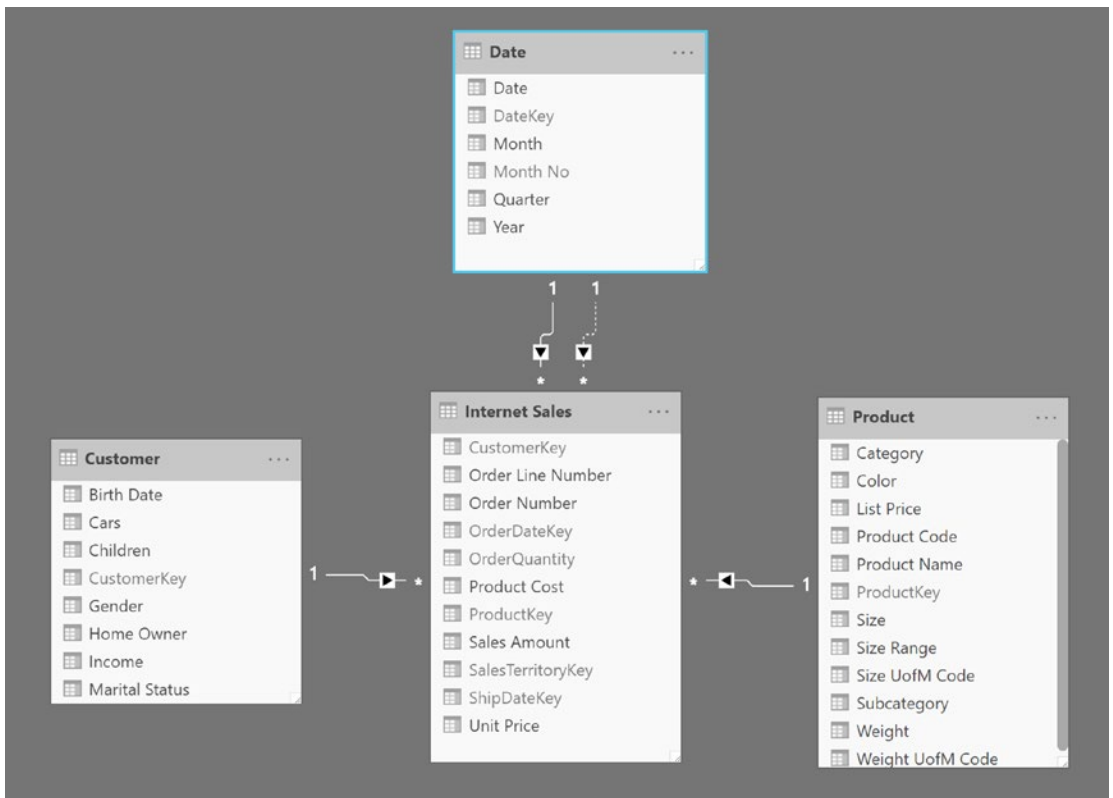 Date
Date
DateKey
Month
Month No
Quarter
Year
1 1
* *
Customer
Birth Date
Cars
Children
CustomerKey
Gender
Home Owner
Income
Marital Status
1 *
Internet Sales
CustomerKey
Order Line Number
Order Number
OrderDateKey
OrderQuantity
Product Cost
ProductKey
Sales Amount
SalesTerritoryKey
ShipDateKey
Unit Price
* 1
Product
Category
Color
List Price
Product Code
Product Name
ProductKey
Size
Size Range
Size UofM Code
Subcategory
Weight
Weight UofM Code